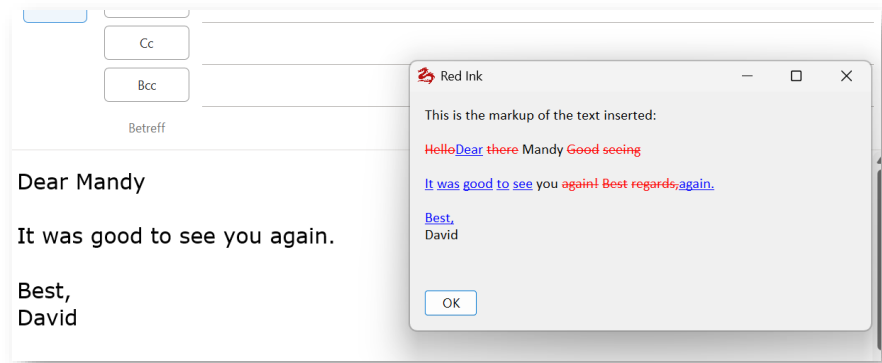 Cc
Bcc
Betreff
Dear Mandy
It was good to see you again.
Best,
David
Red Ink
This is the markup of the text inserted:
HelloDear there Mandy Good seeing
It was good to see you again! Best regards,again.
Best,
David
OK